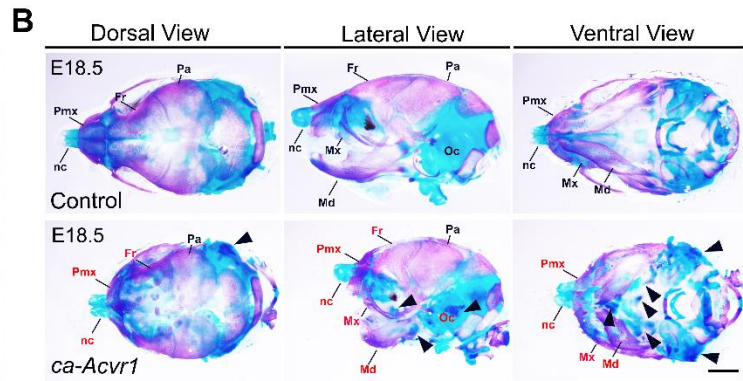 B
Dorsal View
Lateral View
Ventral View
E18.5
Pmx
Fr
Pa
nc
Control
Fr
Pa
Pmx
nc
Mx
Md
Oc
Pmx
nc
Mx
Md
E18.5
Pmx
Fr
Pa
nc
ca-Acvr1
Fr
Pa
Pmx
nc
Mx
Oc
Md
Pmx
nc
Mx
Md